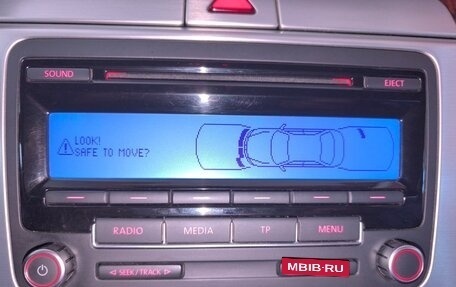 SOUND
EJECT
LOOK!
SAFE TO MOVE?
RADIO
MEDIA
TP
MENU
◁ SEEK/TRACK ▷
MBIB-RU